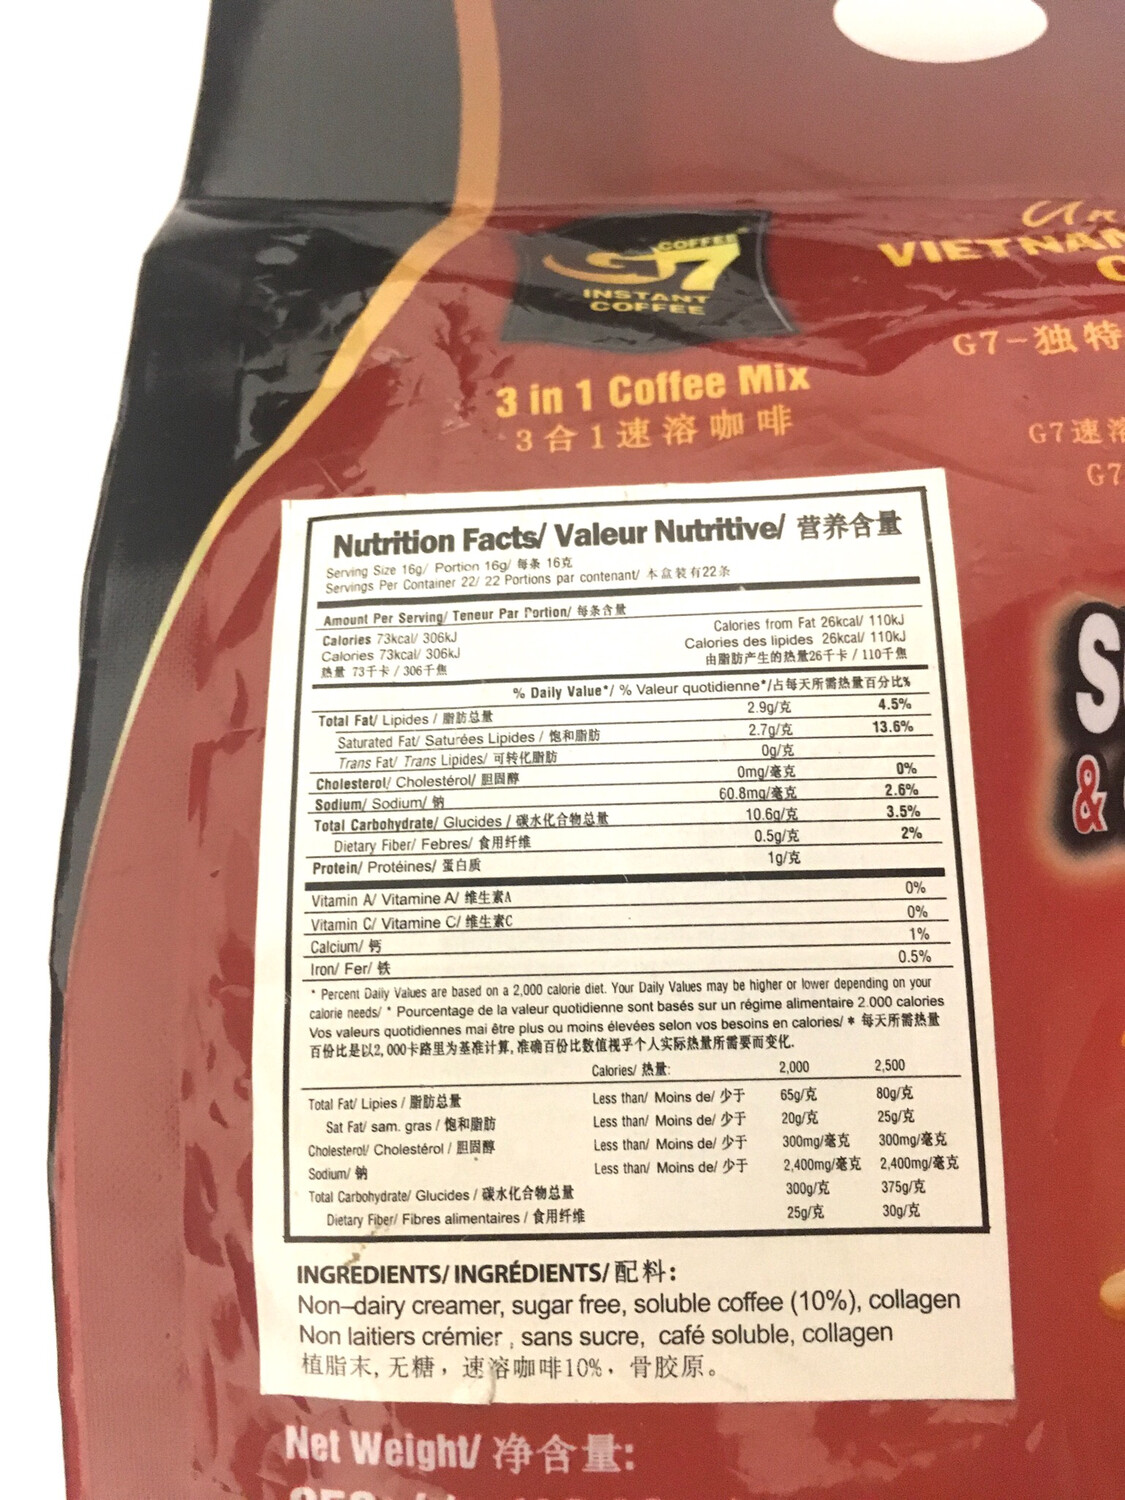 COFFEE
G7
INSTANT
COFFEE
VIETNAM
G7-独特
3 in 1 Coffee Mix
3合1速溶咖啡
G7速溶
G7
Nutrition Facts/ Valeur Nutritive/ 营养含量
Serving Size 16g/ Portion 16g/ 每条 16克
Servings Per Container 22/ 22 Portions par contenant/ 本盒装有22条
Amount Per Serving/ Teneur Par Portion/ 每条含量
Calories 73kcal/ 306kJ Calories from Fat 26kcal/ 110kJ
Calories 73kcal/ 306kJ Calories des lipides 26kcal/ 110kJ
热量 73千卡 / 306千焦 由脂肪产生的热量26千卡 / 110千焦
% Daily Value*/ % Valeur quotidienne*/占每天所需热量百分比%
Total Fat/ Lipides / 脂肪总量 2.9g/克 4.5%
Saturated Fat/ Saturées Lipides / 饱和脂肪 2.7g/克 13.6%
Trans Fat/ Trans Lipides/ 可转化脂肪 0g/克
Cholesterol/ Cholestérol/ 胆固醇 0mg/毫克 0%
Sodium/ Sodium/ 钠 60.8mg/毫克 2.6%
Total Carbohydrate/ Glucides / 碳水化合物总量 10.6g/克 3.5%
Dietary Fiber/ Febres/ 食用纤维 0.5g/克 2%
Protein/ Protéines/ 蛋白质 1g/克
Vitamin A/ Vitamine A/ 维生素A 0%
Vitamin C/ Vitamine C/ 维生素C 0%
Calcium/ 钙 1%
Iron/ Fer/ 铁 0.5%
* Percent Daily Values are based on a 2,000 calorie diet. Your Daily Values may be higher or lower depending on your
calorie needs/ * Pourcentage de la valeur quotidienne sont basés sur un régime alimentaire 2.000 calories
Vos valeurs quotidiennes mai être plus ou moins élevées selon vos besoins en calories/ * 每天所需热量
百份比是以2,000卡路里为基准计算,准确百份比数值视乎个人实际热量所需要而变化.
Calories/ 热量: 2,000 2,500
Total Fat/ Lipies / 脂肪总量 Less than/ Moins de/ 少于 65g/克 80g/克
Sat Fat/ sam. gras / 饱和脂肪 Less than/ Moins de/ 少于 20g/克 25g/克
Cholesterol/ Cholestérol / 胆固醇 Less than/ Moins de/ 少于 300mg/毫克 300mg/毫克
Sodium/ 钠 Less than/ Moins de/ 少于 2,400mg/毫克 2,400mg/毫克
Total Carbohydrate/ Glucides / 碳水化合物总量 300g/克 375g/克
Dietary Fiber/ Fibres alimentaires / 食用纤维 25g/克 30g/克
INGREDIENTS/ INGRÉDIENTS/ 配料:
Non–dairy creamer, sugar free, soluble coffee (10%), collagen
Non laitiers crémier , sans sucre, café soluble, collagen
植脂末, 无糖，速溶咖啡10%，骨胶原。
Net Weight/ 净含量:
S
&